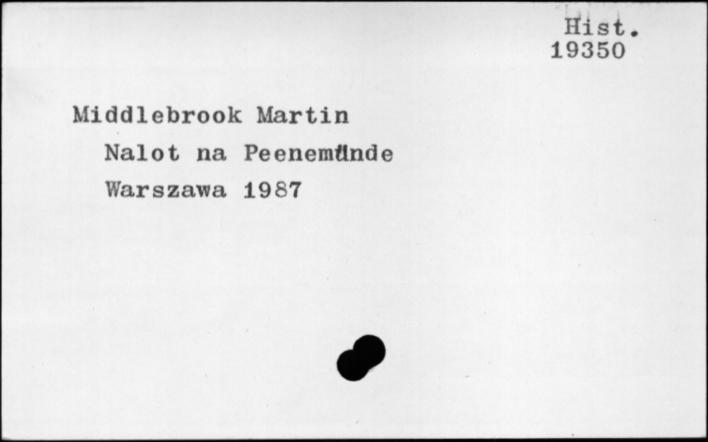 Hist.
19350
Middlebrook Martin
Nalot na Peenemünde
Warszawa 1987